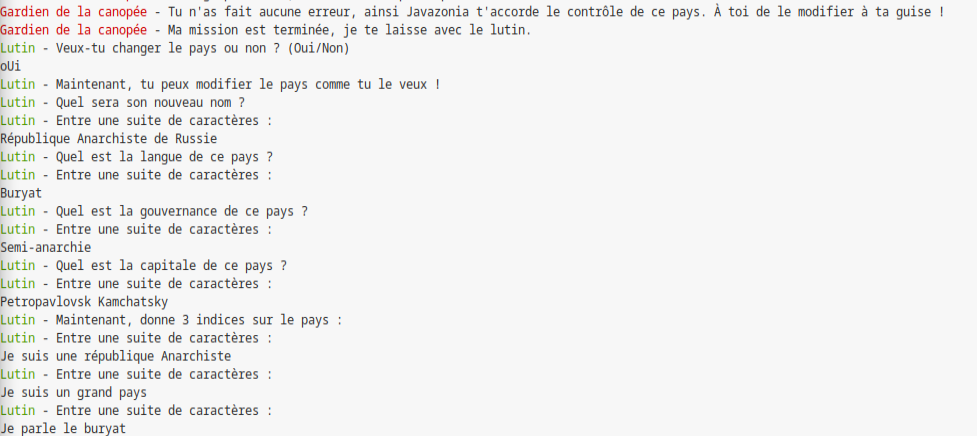 Gardien de la canopée - Tu n'as fait aucune erreur, ainsi Javazonia t'accorde le contrôle de ce pays. À toi de le modifier à ta guise !
Gardien de la canopée - Ma mission est terminée, je te laisse avec le lutin.
Lutin - Veux-tu changer le pays ou non ? (Oui/Non)
oUi
Lutin - Maintenant, tu peux modifier le pays comme tu le veux !
Lutin - Quel sera son nouveau nom ?
Lutin - Entre une suite de caractères :
République Anarchiste de Russie
Lutin - Quel est la langue de ce pays ?
Lutin - Entre une suite de caractères :
Buryat
Lutin - Quel est la gouvernance de ce pays ?
Lutin - Entre une suite de caractères :
Semi-anarchie
Lutin - Quel est la capitale de ce pays ?
Lutin - Entre une suite de caractères :
Petropavlovsk Kamchatsky
Lutin - Maintenant, donne 3 indices sur le pays :
Lutin - Entre une suite de caractères :
Je suis une république Anarchiste
Lutin - Entre une suite de caractères :
Je suis un grand pays
Lutin - Entre une suite de caractères :
Je parle le buryat